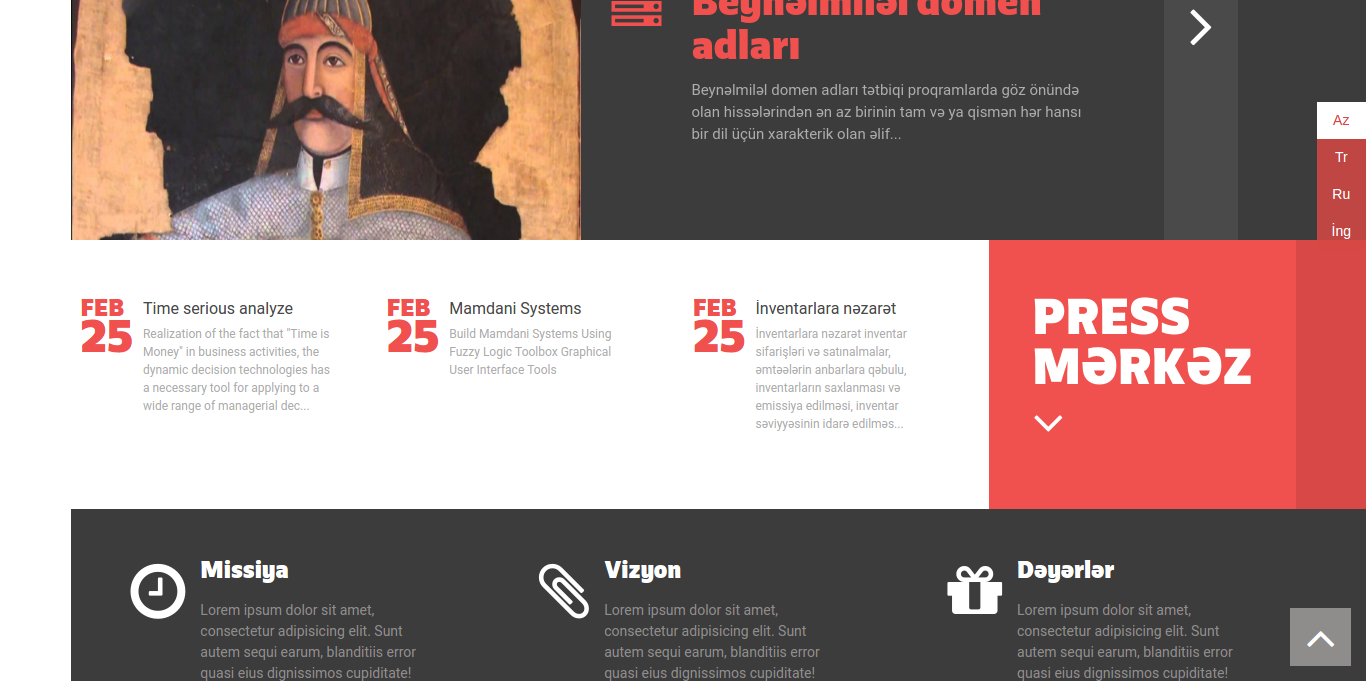 Beynəlmiləl domen
adları
Beynəlmiləl domen adları tətbiqi proqramlarda göz önündə
olan hissələrindən ən az birinin tam və ya qismən hər hansı
bir dil üçün xarakterik olan əlif...
Az
Tr
Ru
İng
FEB
25
Time serious analyze
Realization of the fact that "Time is
Money" in business activities, the
dynamic decision technologies has
a necessary tool for applying to a
wide range of managerial dec...
FEB
25
Mamdani Systems
Build Mamdani Systems Using
Fuzzy Logic Toolbox Graphical
User Interface Tools
FEB
25
İnventarlara nəzarət
İnventarlara nəzarət inventar
sifarişləri və satınalmalar,
əmtəələrin anbarlara qəbulu,
inventarların saxlanması və
emissiya edilməsi, inventar
səviyyəsinin idarə edilməs...
PRESS
MƏRKƏZ
Missiya
Lorem ipsum dolor sit amet,
consectetur adipisicing elit. Sunt
autem sequi earum, blanditiis error
quasi eius dignissimos cupiditate!
Vizyon
Lorem ipsum dolor sit amet,
consectetur adipisicing elit. Sunt
autem sequi earum, blanditiis error
quasi eius dignissimos cupiditate!
Dəyərlər
Lorem ipsum dolor sit amet,
consectetur adipisicing elit. Sunt
autem sequi earum, blanditiis error
quasi eius dignissimos cupiditate!